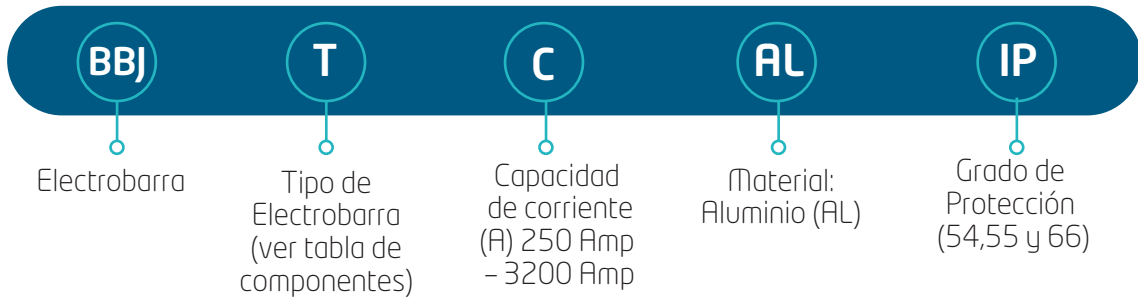 BBJ
T
C
AL
IP
Electrobarra
Tipo de
Electrobarra
(ver tabla de
componentes)
Capacidad
de corriente
(A) 250 Amp
– 3200 Amp
Material:
Aluminio (AL)
Grado de
Protección
(54,55 y 66)